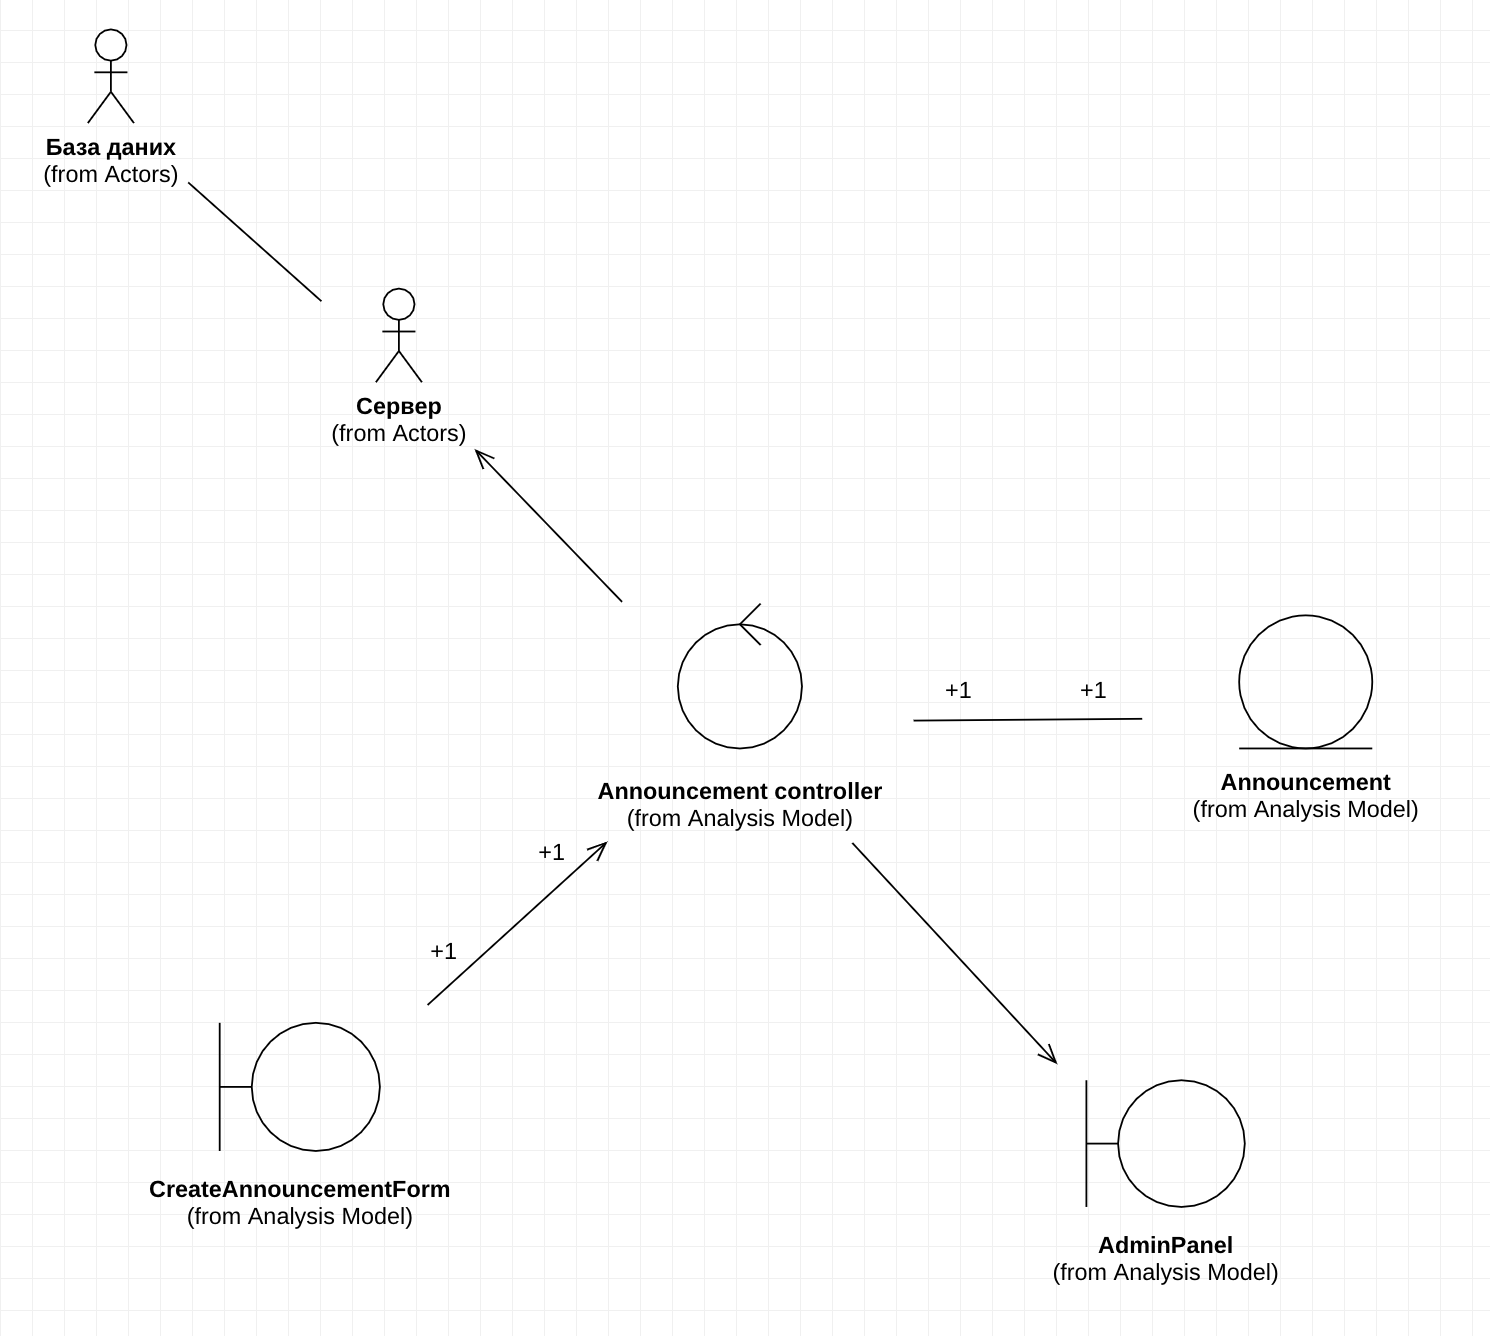 База даних
(from Actors)
Сервер
(from Actors)
+1
+1
Announcement
(from Analysis Model)
Announcement controller
(from Analysis Model)
+1
+1
CreateAnnouncementForm
(from Analysis Model)
AdminPanel
(from Analysis Model)